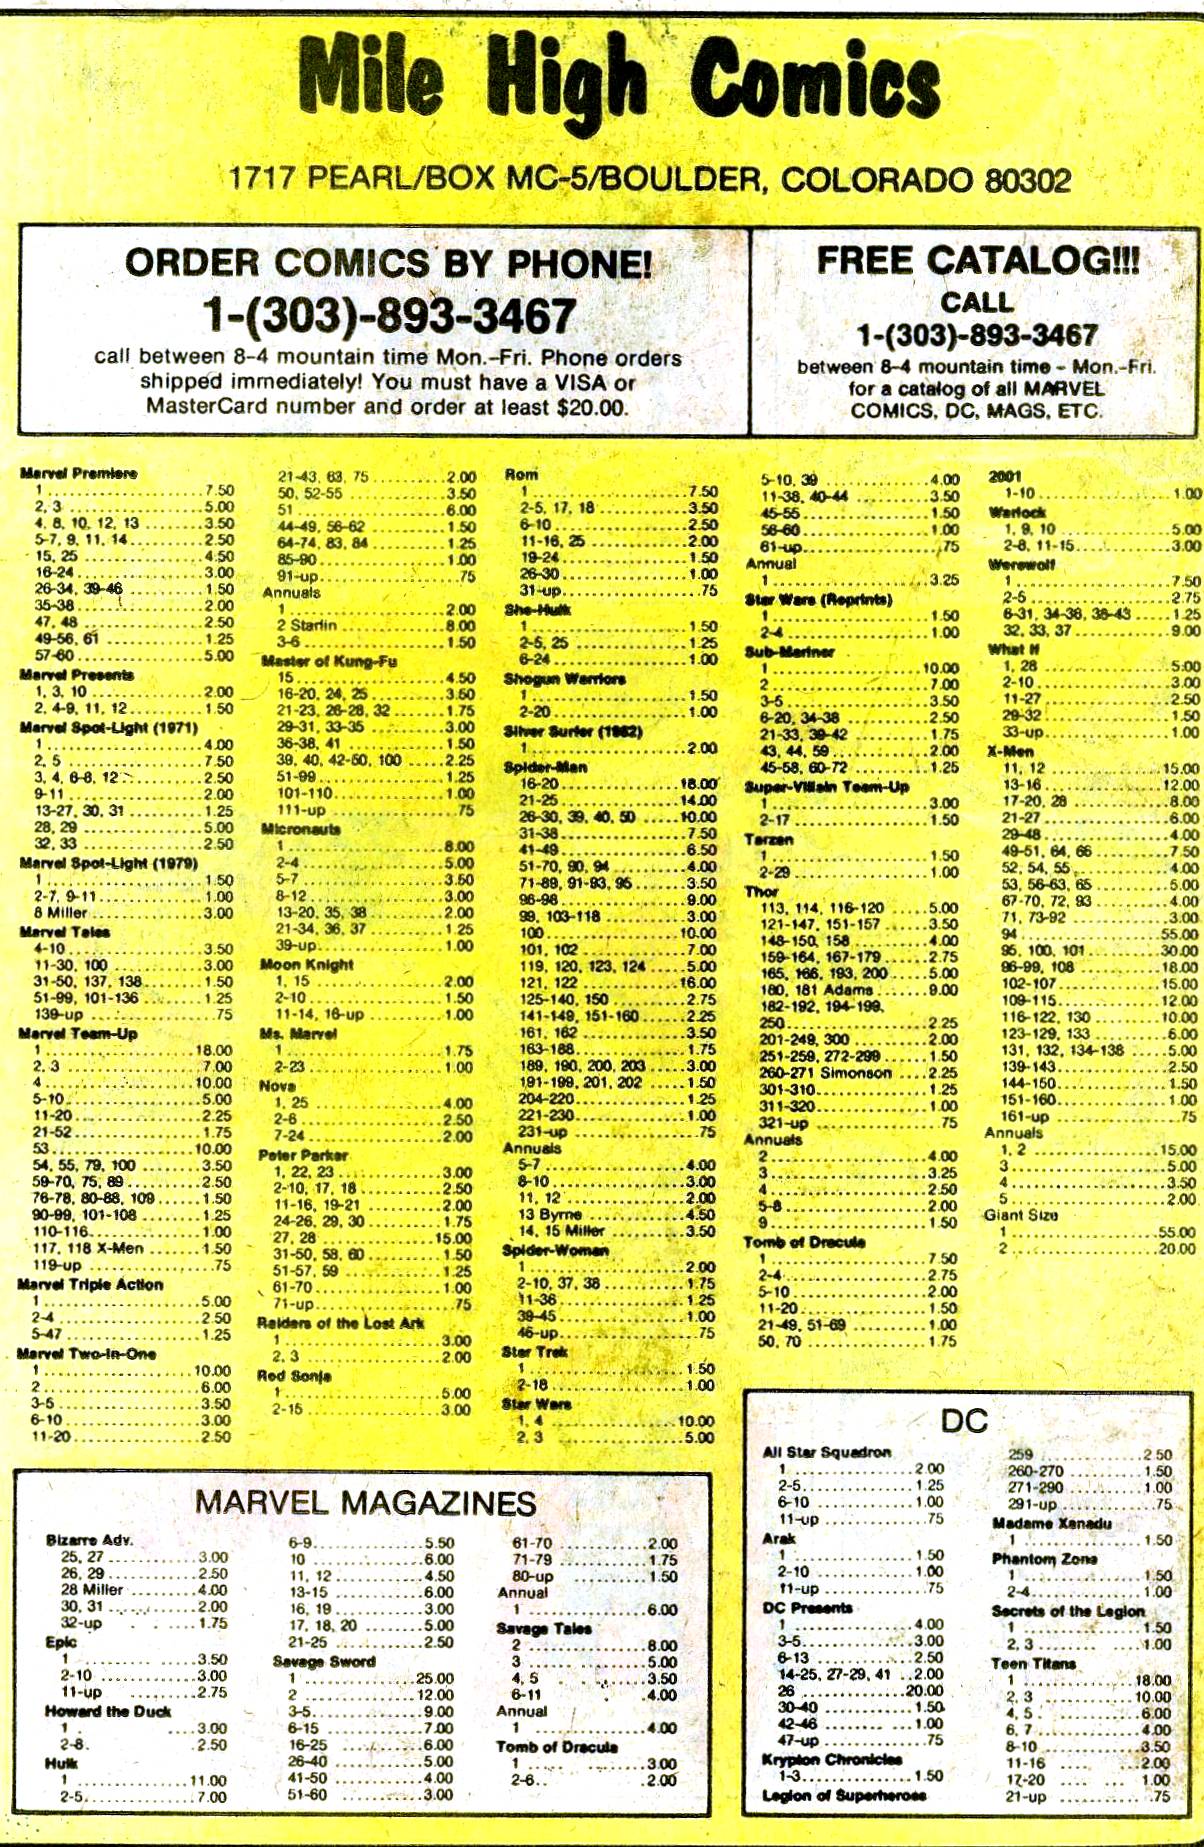 Mile High Comics
1717 PEARL/BOX MC-5/BOULDER, COLORADO 80302
ORDER COMICS BY PHONE!
1-(303)-893-3467
call between 8-4 mountain time Mon.-Fri. Phone orders
shipped immediately! You must have a VISA or
MasterCard number and order at least $20.00.
FREE CATALOG!!!
CALL
1-(303)-893-3467
between 8-4 mountain time - Mon.-Fri.
for a catalog of all MARVEL
COMICS, DC, MAGS, ETC.
Marvel Premiere
1 .......... 7.50
2, 3 .......... 5.00
4, 8, 10, 12, 13 .......... 3.50
5-7, 9, 11, 14 .......... 2.50
15, 25 .......... 4.50
16-24 .......... 3.00
26-34, 39-46 .......... 1.50
35-38 .......... 2.00
47, 48 .......... 2.50
49-56, 61 .......... 1.25
57-60 .......... 5.00
Marvel Presents
1, 3, 10 .......... 2.00
2, 4-9, 11, 12 .......... 1.50
Marvel Spot-Light (1971)
1 .......... 4.00
2, 5 .......... 7.50
3, 4, 6-8, 12 .......... 2.50
9-11 .......... 2.00
13-27, 30, 31 .......... 1.25
28, 29 .......... 5.00
32, 33 .......... 2.50
Marvel Spot-Light (1979)
1 .......... 1.50
2-7, 9-11 .......... 1.00
8 Miller .......... 3.00
Marvel Tales
4-10 .......... 3.50
11-30, 100 .......... 3.00
31-50, 137, 138 .......... 1.50
51-99, 101-136 .......... 1.25
139-up .......... .75
Marvel Team-Up
1 .......... 18.00
2, 3 .......... 7.00
4 .......... 10.00
5-10 .......... 5.00
11-20 .......... 2.25
21-52 .......... 1.75
53 .......... 10.00
54, 55, 79, 100 .......... 3.50
59-70, 75, 89 .......... 2.50
76-78, 80-88, 109 .......... 1.50
90-99, 101-108 .......... 1.25
110-116 .......... 1.00
117, 118 X-Men .......... 1.50
119-up .......... .75
Marvel Triple Action
1 .......... 5.00
2-4 .......... 2.50
5-47 .......... 1.25
Marvel Two-In-One
1 .......... 10.00
2 .......... 6.00
3-5 .......... 3.50
6-10 .......... 3.00
11-20 .......... 2.50
21-43, 63, 75 .......... 2.00
50, 52-55 .......... 3.50
51 .......... 6.00
44-49, 56-62 .......... 1.50
64-74, 83, 84 .......... 1.25
85-90 .......... 1.00
91-up .......... .75
Annuals
1 .......... 2.00
2 Starlin .......... 8.00
3-6 .......... 1.50
Master of Kung-Fu
15 .......... 4.50
16-20, 24, 25 .......... 3.50
21-23, 26-28, 32 .......... 1.75
29-31, 33-35 .......... 3.00
36-38, 41 .......... 1.50
39, 40, 42-50, 100 .......... 2.25
51-99 .......... 1.25
101-110 .......... 1.00
111-up .......... .75
Micronauts
1 .......... 8.00
2-4 .......... 5.00
5-7 .......... 3.50
8-12 .......... 3.00
13-20, 35, 38 .......... 2.00
21-34, 36, 37 .......... 1.25
39-up .......... 1.00
Moon Knight
1, 15 .......... 2.00
2-10 .......... 1.50
11-14, 16-up .......... 1.00
Ms. Marvel
1 .......... 1.75
2-23 .......... 1.00
Nova
1, 25 .......... 4.00
2-6 .......... 2.50
7-24 .......... 2.00
Peter Parker
1, 22, 23 .......... 3.00
2-10, 17, 18 .......... 2.50
11-16, 19-21 .......... 2.00
24-26, 29, 30 .......... 1.75
27, 28 .......... 15.00
31-50, 58, 60 .......... 1.50
51-57, 59 .......... 1.25
61-70 .......... 1.00
71-up .......... .75
Raiders of the Lost Ark
1 .......... 3.00
2, 3 .......... 2.00
Red Sonja
1 .......... 5.00
2-15 .......... 3.00
Rom
1 .......... 7.50
2-5, 17, 18 .......... 3.50
6-10 .......... 2.50
11-16, 25 .......... 2.00
19-24 .......... 1.50
26-30 .......... 1.00
31-up .......... .75
She-Hulk
1 .......... 1.50
2-5, 25 .......... 1.25
6-24 .......... 1.00
Shogun Warriors
1 .......... 1.50
2-20 .......... 1.00
Silver Surfer (1982)
1 .......... 2.00
Spider-Man
16-20 .......... 18.00
21-25 .......... 14.00
26-30, 39, 40, 50 .......... 10.00
31-38 .......... 7.50
41-49 .......... 6.50
51-70, 90, 94 .......... 4.00
71-89, 91-93, 95 .......... 3.50
96-98 .......... 9.00
99, 103-118 .......... 3.00
100 .......... 10.00
101, 102 .......... 7.00
119, 120, 123, 124 .......... 5.00
121, 122 .......... 16.00
125-140, 150 .......... 2.75
141-149, 151-160 .......... 2.25
161, 162 .......... 3.50
163-188 .......... 1.75
189, 190, 200, 203 .......... 3.00
191-199, 201, 202 .......... 1.50
204-220 .......... 1.25
221-230 .......... 1.00
231-up .......... .75
Annuals
5-7 .......... 4.00
8-10 .......... 3.00
11, 12 .......... 2.00
13 Byrne .......... 4.50
14, 15 Miller .......... 3.50
Spider-Woman
1 .......... 2.00
2-10, 37, 38 .......... 1.75
11-36 .......... 1.25
39-45 .......... 1.00
46-up .......... .75
Star Trek
1 .......... 1.50
2-18 .......... 1.00
Star Wars
1, 4 .......... 10.00
2, 3 .......... 5.00
5-10, 39 .......... 4.00
11-38, 40-44 .......... 3.50
45-55 .......... 1.50
56-60 .......... 1.00
61-up .......... .75
Annual
1 .......... 3.25
Star Wars (Reprints)
1 .......... 1.50
2-4 .......... 1.00
Sub-Mariner
1 .......... 10.00
2 .......... 7.00
3-5 .......... 3.50
6-20, 34-38 .......... 2.50
21-33, 39-42 .......... 1.75
43, 44, 59 .......... 2.00
45-58, 60-72 .......... 1.25
Super-Villain Team-Up
1 .......... 3.00
2-17 .......... 1.50
Tarzan
1 .......... 1.50
2-29 .......... 1.00
Thor
113, 114, 116-120 .......... 5.00
121-147, 151-157 .......... 3.50
148-150, 158 .......... 4.00
159-164, 167-179 .......... 2.75
165, 166, 193, 200 .......... 5.00
180, 181 Adams .......... 9.00
182-192, 194-199,
250 .......... 2.25
201-249, 300 .......... 2.00
251-259, 272-299 .......... 1.50
260-271 Simonson .......... 2.25
301-310 .......... 1.25
311-320 .......... 1.00
321-up .......... .75
Annuals
2 .......... 4.00
3 .......... 3.25
4 .......... 2.50
5-8 .......... 2.00
9 .......... 1.50
Tomb of Dracula
1 .......... 7.50
2-4 .......... 2.75
5-10 .......... 2.00
11-20 .......... 1.50
21-49, 51-69 .......... 1.00
50, 70 .......... 1.75
2001
1-10 .......... 1.00
Warlock
1, 9, 10 .......... 5.00
2-8, 11-15 .......... 3.00
Werewolf
1 .......... 7.50
2-5 .......... 2.75
6-31, 34-36, 38-43 .......... 1.25
32, 33, 37 .......... 9.00
What If
1, 28 .......... 5.00
2-10 .......... 3.00
11-27 .......... 2.50
29-32 .......... 1.50
33-up .......... 1.00
X-Men
11, 12 .......... 15.00
13-16 .......... 12.00
17-20, 28 .......... 8.00
21-27 .......... 6.00
29-48 .......... 4.00
49-51, 64, 66 .......... 7.50
52, 54, 55 .......... 4.00
53, 56-63, 65 .......... 5.00
67-70, 72, 93 .......... 4.00
71, 73-92 .......... 3.00
94 .......... 55.00
95, 100, 101 .......... 30.00
96-99, 108 .......... 18.00
102-107 .......... 15.00
109-115 .......... 12.00
116-122, 130 .......... 10.00
123-129, 133 .......... 6.00
131, 132, 134-138 .......... 5.00
139-143 .......... 2.50
144-150 .......... 1.50
151-160 .......... 1.00
161-up .......... .75
Annuals
1, 2 .......... 15.00
3 .......... 5.00
4 .......... 3.50
5 .......... 2.00
Giant Size
1 .......... 55.00
2 .......... 20.00
MARVEL MAGAZINES
Bizarre Adv.
25, 27 .......... 3.00
26, 29 .......... 2.50
28 Miller .......... 4.00
30, 31 .......... 2.00
32-up .......... 1.75
Epic
1 .......... 3.50
2-10 .......... 3.00
11-up .......... 2.75
Howard the Duck
1 .......... 3.00
2-8 .......... 2.50
Hulk
1 .......... 11.00
2-5 .......... 7.00
6-9 .......... 5.50
10 .......... 6.00
11, 12 .......... 4.50
13-15 .......... 6.00
16, 19 .......... 3.00
17, 18, 20 .......... 5.00
21-25 .......... 2.50
Savage Sword
1 .......... 25.00
2 .......... 12.00
3-5 .......... 9.00
6-15 .......... 7.00
16-25 .......... 6.00
26-40 .......... 5.00
41-50 .......... 4.00
51-60 .......... 3.00
61-70 .......... 2.00
71-79 .......... 1.75
80-up .......... 1.50
Annual
1 .......... 6.00
Savage Tales
2 .......... 8.00
3 .......... 5.00
4, 5 .......... 3.50
6-11 .......... 4.00
Annual
1 .......... 4.00
Tomb of Dracula
1 .......... 3.00
2-6 .......... 2.00
DC
All Star Squadron
1 .......... 2.00
2-5 .......... 1.25
6-10 .......... 1.00
11-up .......... .75
Arak
1 .......... 1.50
2-10 .......... 1.00
11-up .......... .75
DC Presents
1 .......... 4.00
3-5 .......... 3.00
6-13 .......... 2.50
14-25, 27-29, 41 .. 2.00
26 .......... 20.00
30-40 .......... 1.50
42-46 .......... 1.00
47-up .......... .75
Krypton Chronicles
1-3 .......... 1.50
Legion of Superheroes
259 .......... 2.50
260-270 .......... 1.50
271-290 .......... 1.00
291-up .......... .75
Madame Xanadu
1 .......... 1.50
Phantom Zone
1 .......... 1.50
2-4 .......... 1.00
Secrets of the Legion
1 .......... 1.50
2, 3 .......... 1.00
Teen Titans
1 .......... 18.00
2, 3 .......... 10.00
4, 5 .......... 6.00
6, 7 .......... 4.00
8-10 .......... 3.50
11-16 .......... 2.00
17-20 .......... 1.00
21-up .......... .75